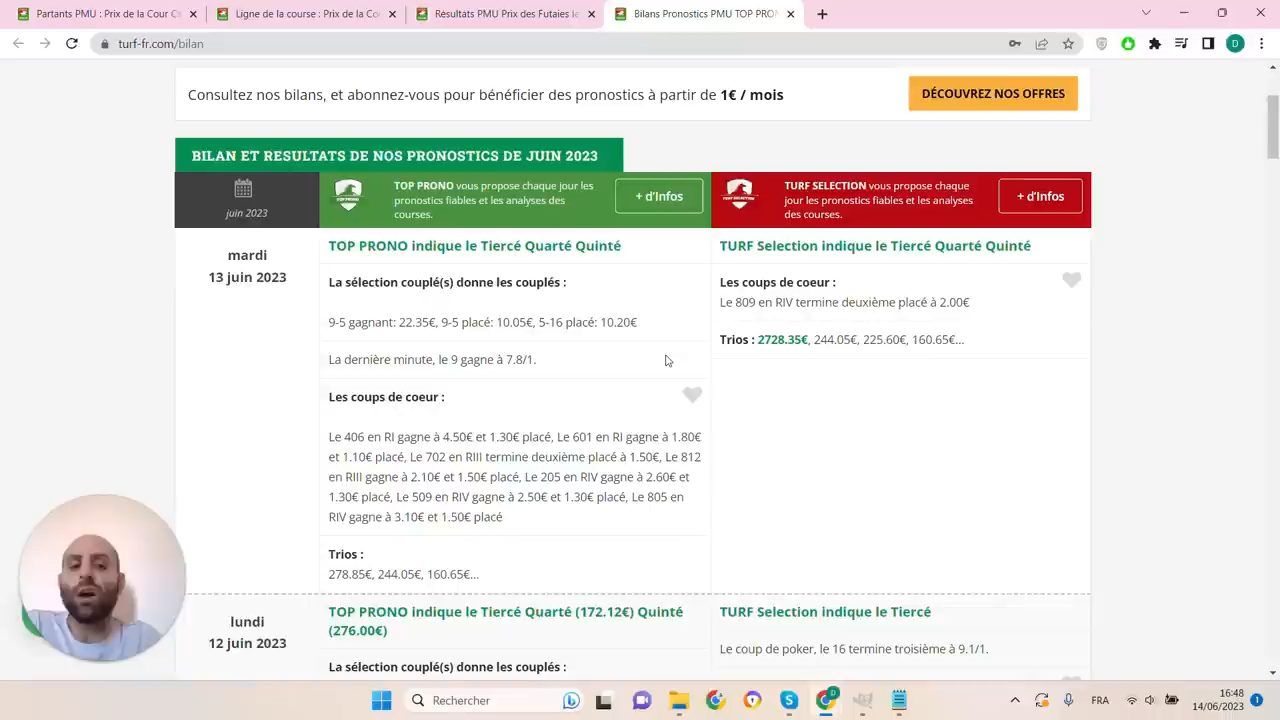 Partants PMU : Prix de la Cour C
Ligne de la course : Prix de la Co
Résultats PMU Prix des Futaies le
Bilans Pronostics PMU TOP PRON
turf-fr.com/bilan
D
Consultez nos bilans, et abonnez-vous pour bénéficier des pronostics à partir de 1€ / mois
DÉCOUVREZ NOS OFFRES
BILAN ET RESULTATS DE NOS PRONOSTICS DE JUIN 2023
juin 2023
TOP PRONO vous propose chaque jour les
pronostics fiables et les analyses des
courses.
+ d'Infos
TURF SELECTION vous propose chaque
jour les pronostics fiables et les analyses
des courses.
+ d'Infos
mardi
13 juin 2023
TOP PRONO indique le Tiercé Quarté Quinté
La sélection couplé(s) donne les couplés :
9-5 gagnant: 22.35€, 9-5 placé: 10.05€, 5-16 placé: 10.20€
La dernière minute, le 9 gagne à 7.8/1.
Les coups de coeur :
Le 406 en RI gagne à 4.50€ et 1.30€ placé, Le 601 en RI gagne à 1.80€
et 1.10€ placé, Le 702 en RIII termine deuxième placé à 1.50€, Le 812
en RIII gagne à 2.10€ et 1.50€ placé, Le 205 en RIV gagne à 2.60€ et
1.30€ placé, Le 509 en RIV gagne à 2.50€ et 1.30€ placé, Le 805 en
RIV gagne à 3.10€ et 1.50€ placé
Trios :
278.85€, 244.05€, 160.65€...
TURF Selection indique le Tiercé Quarté Quinté
Les coups de coeur :
Le 809 en RIV termine deuxième placé à 2.00€
Trios : 2728.35€, 244.05€, 225.60€, 160.65€...
lundi
12 juin 2023
TOP PRONO indique le Tiercé Quarté (172.12€) Quinté
(276.00€)
La sélection couplé(s) donne les couplés :
TURF Selection indique le Tiercé
Le coup de poker, le 16 termine troisième à 9.1/1.
Rechercher
D
FRA
16:48
14/06/2023
1